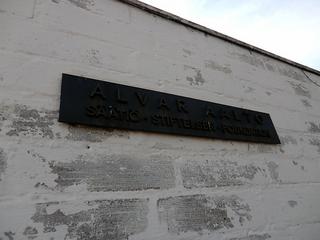 ALVAR AALTO
SÄÄTIÖ • STIFTELSEN • FOUNDATION